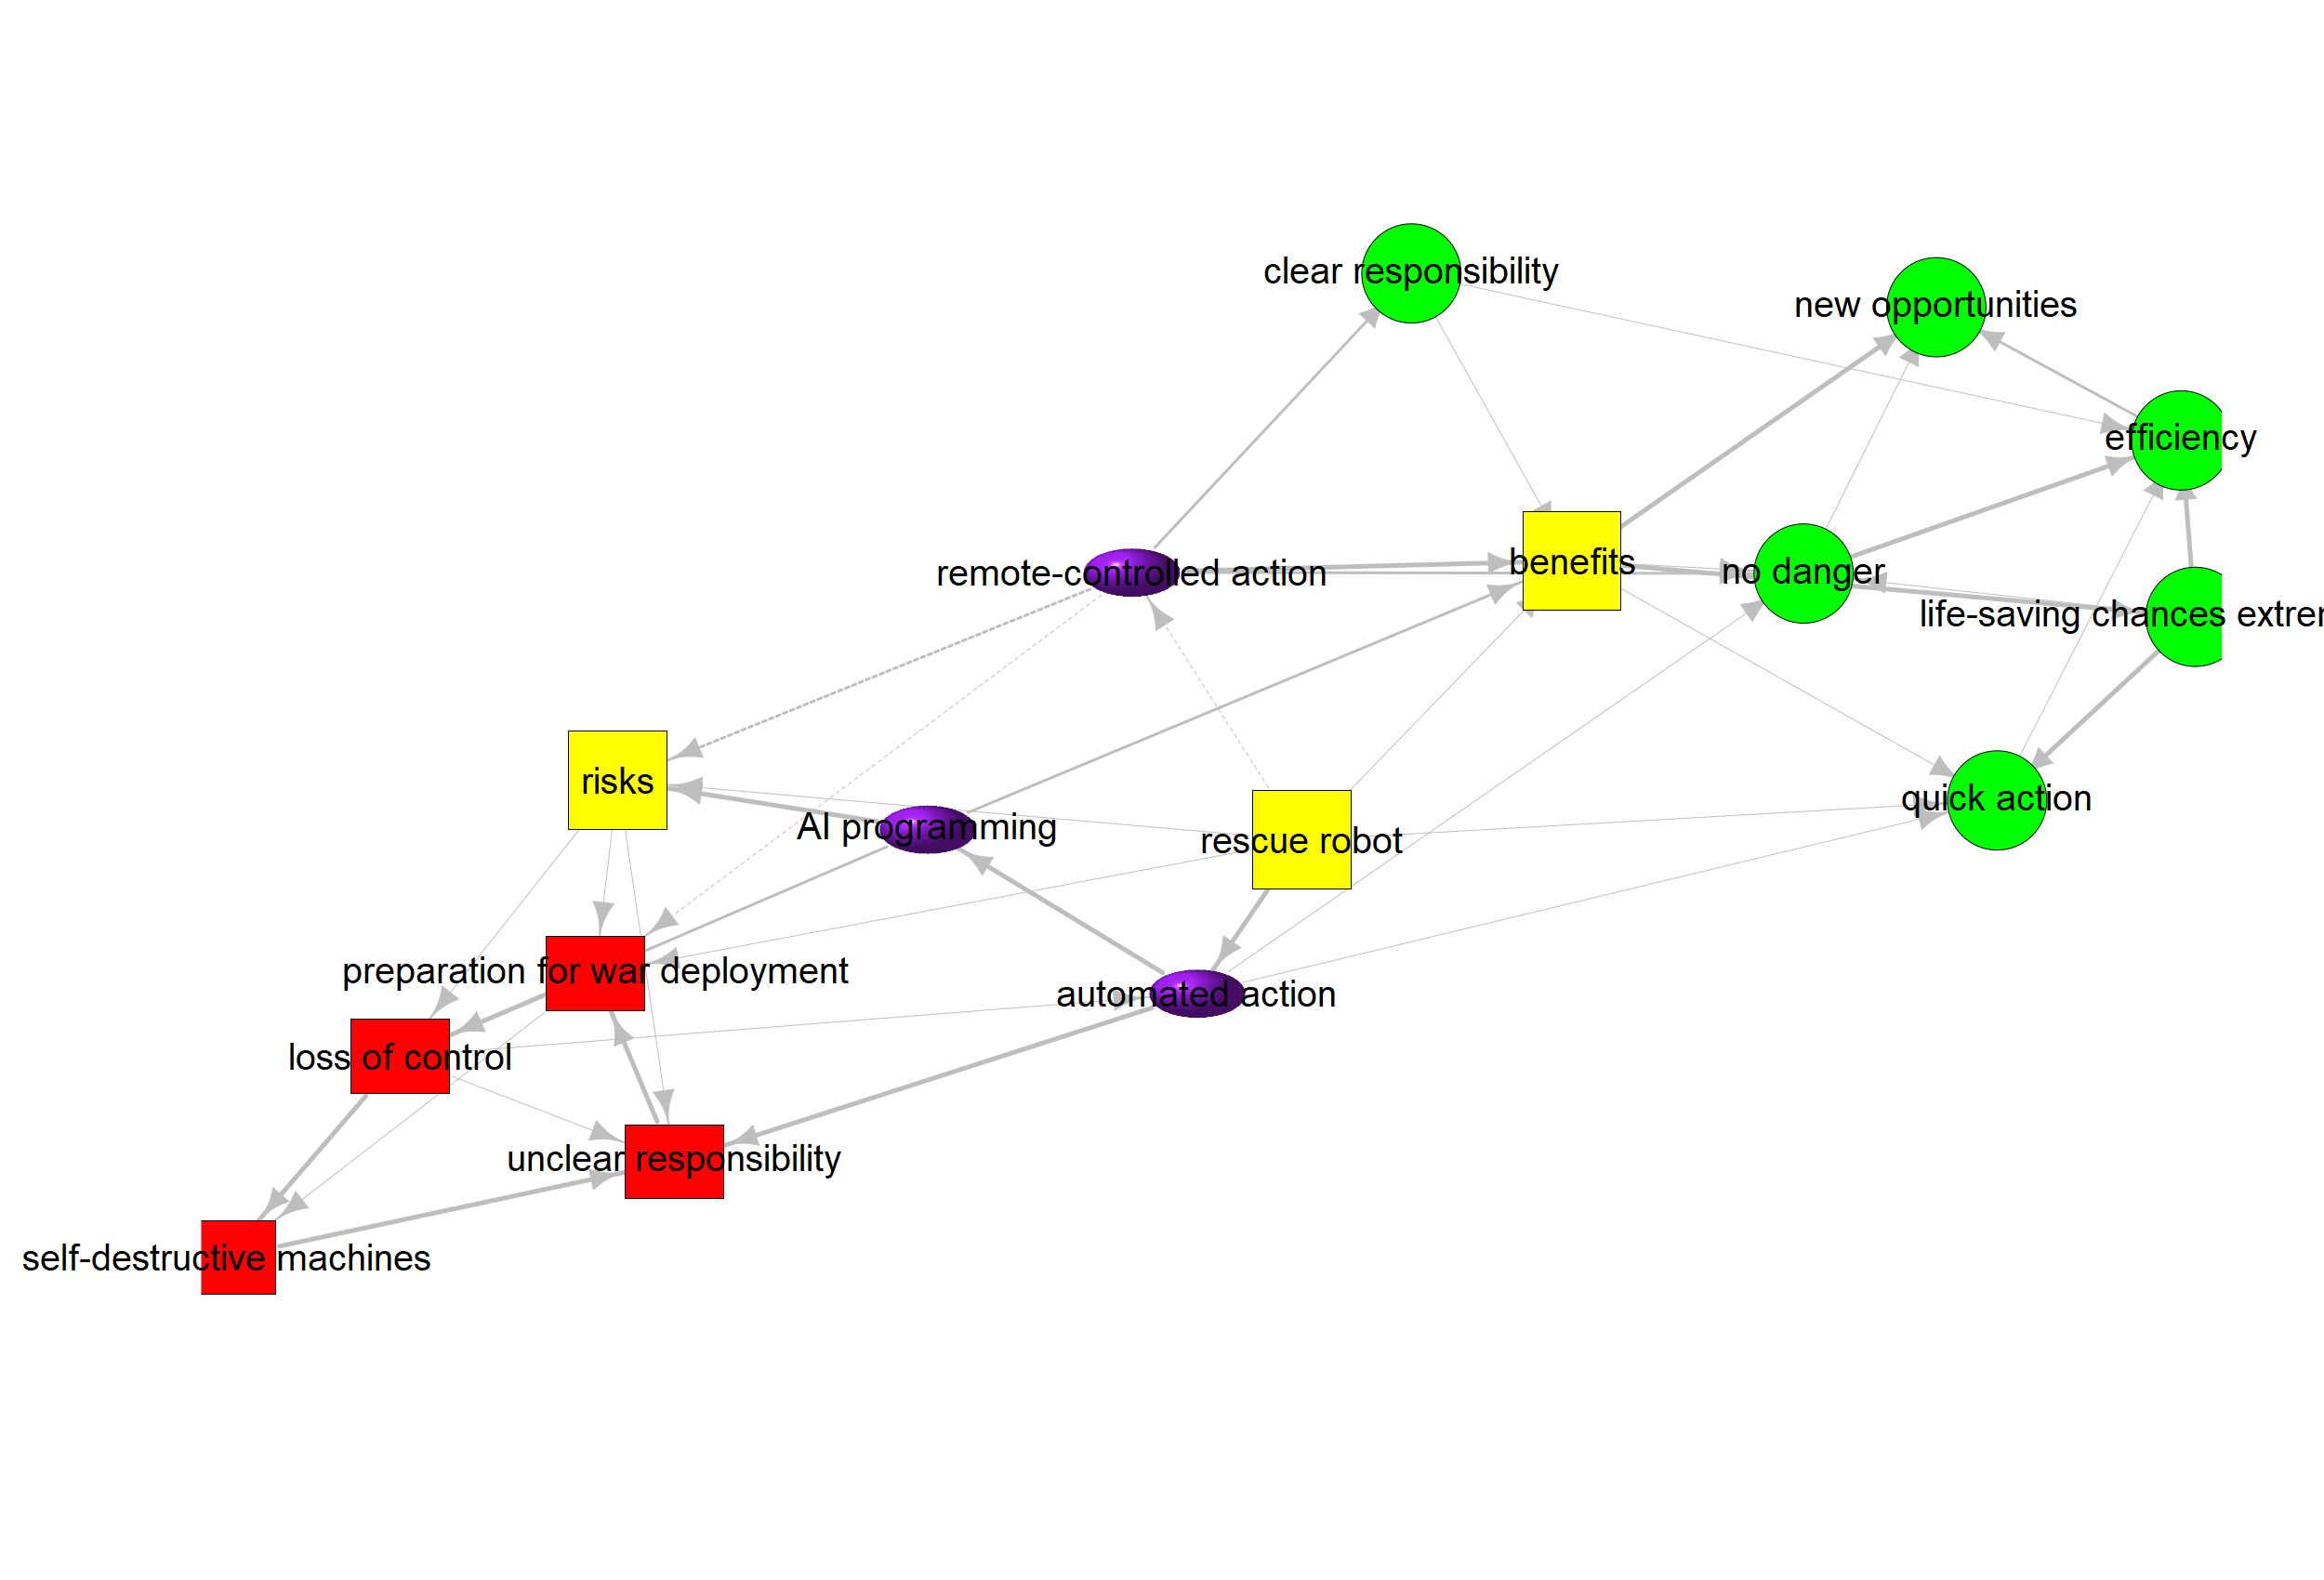 clear responsibility
new opportunities
efficiency
remote-controlled action
benefits
no danger
life-saving chances
risks
AI programming
rescue robot
quick action
preparation for war deployment
automated action
loss of control
unclear responsibility
self-destructive machines